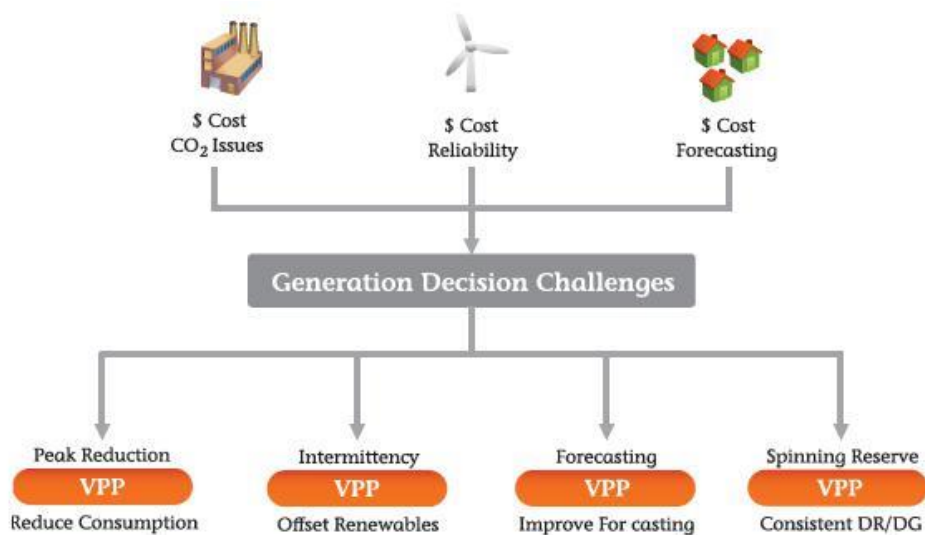 $ Cost
CO₂ Issues
$ Cost
Reliability
$ Cost
Forecasting
Generation Decision Challenges
Peak Reduction
VPP
Reduce Consumption
Intermittency
VPP
Offset Renewables
Forecasting
VPP
Improve For casting
Spinning Reserve
VPP
Consistent DR/DG